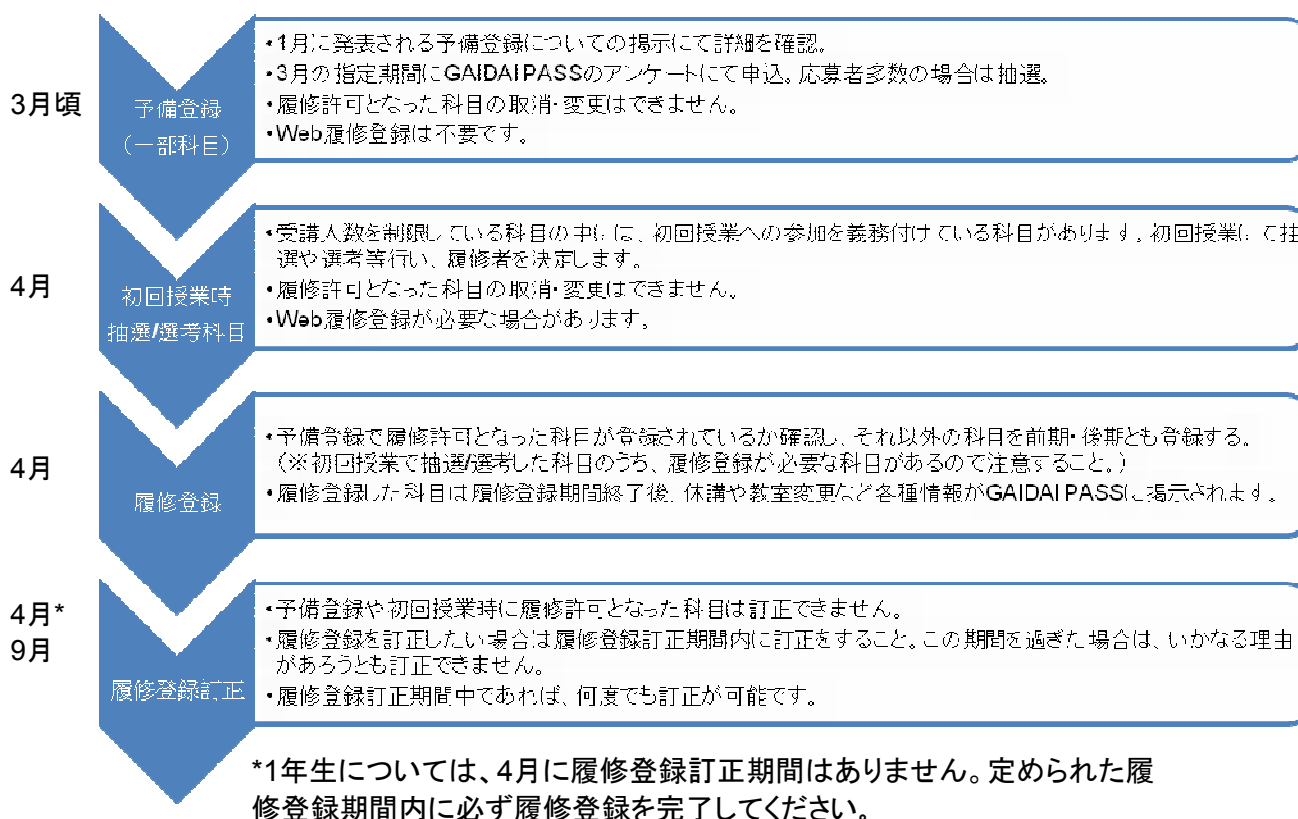 3月頃
予備登録
（一部科目）
•1月に発表される予備登録についての掲示にて詳細を確認。
•3月の指定期間にGAIDAI PASSのアンケートにて申込。応募者多数の場合は抽選。
•履修許可となった科目の取消・変更はできません。
•Web履修登録は不要です。
4月
初回授業時
抽選/選考科目
•受講人数を制限している科目の中には、初回授業への参加を義務付けている科目があります。初回授業にて抽
選や選考等行い、履修者を決定します。
•履修許可となった科目の取消・変更はできません。
•Web履修登録が必要な場合があります。
4月
履修登録
•予備登録で履修許可となった科目が登録されているか確認し、それ以外の科目を前期・後期とも登録する。
（※初回授業で抽選/選考した科目のうち、履修登録が必要な科目があるので注意すること。）
•履修登録した科目は履修登録期間終了後、休講や教室変更など各種情報がGAIDAI PASSに掲示されます。
4月*
9月
履修登録訂正
•予備登録や初回授業時に履修許可となった科目は訂正できません。
•履修登録を訂正したい場合は履修登録訂正期間内に訂正をすること。この期間を過ぎた場合は、いかなる理由
があろうとも訂正できません。
•履修登録訂正期間中であれば、何度でも訂正が可能です。
*1年生については、4月に履修登録訂正期間はありません。定められた履
修登録期間内に必ず履修登録を完了してください。